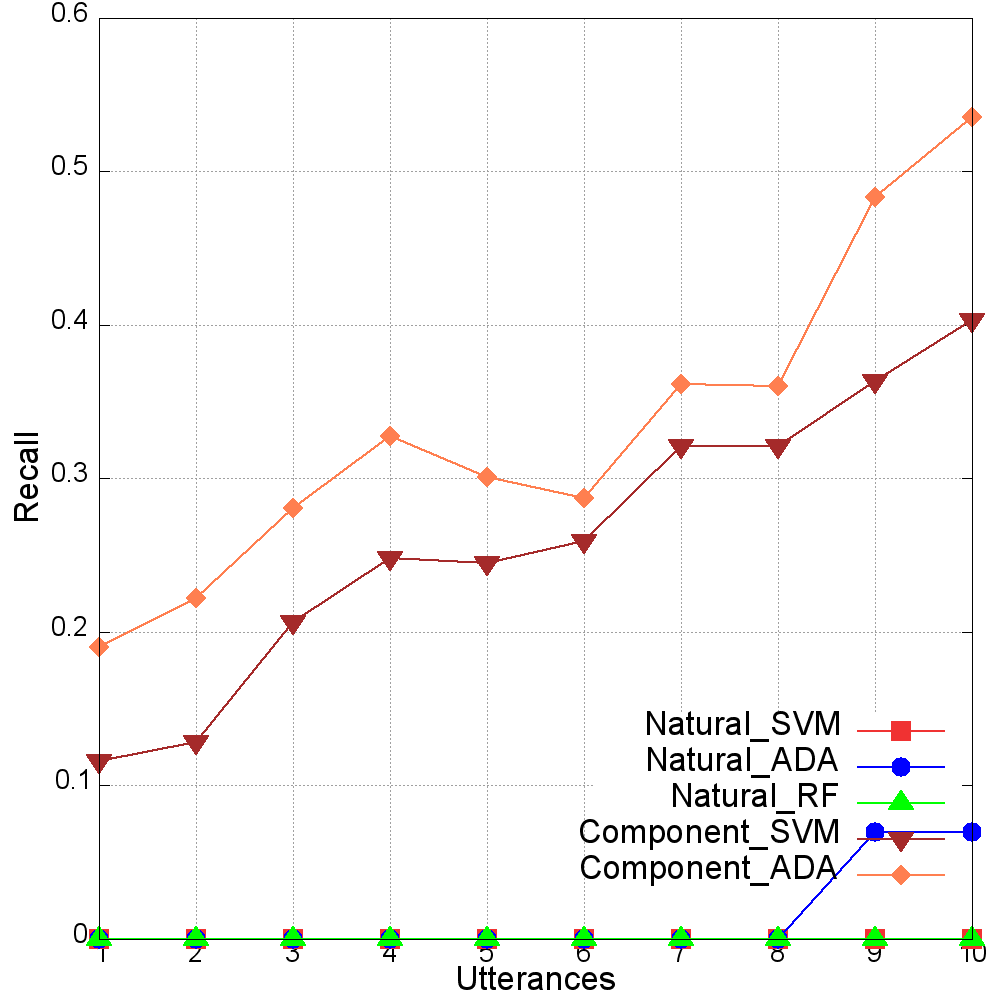 0.6
0.5
0.4
0.3
0.2
0.1
0
Recall
Natural_SVM
Natural_ADA
Natural_RF
Component_SVM
Component_ADA
1 2 3 4 5 6 7 8 9 10
Utterances